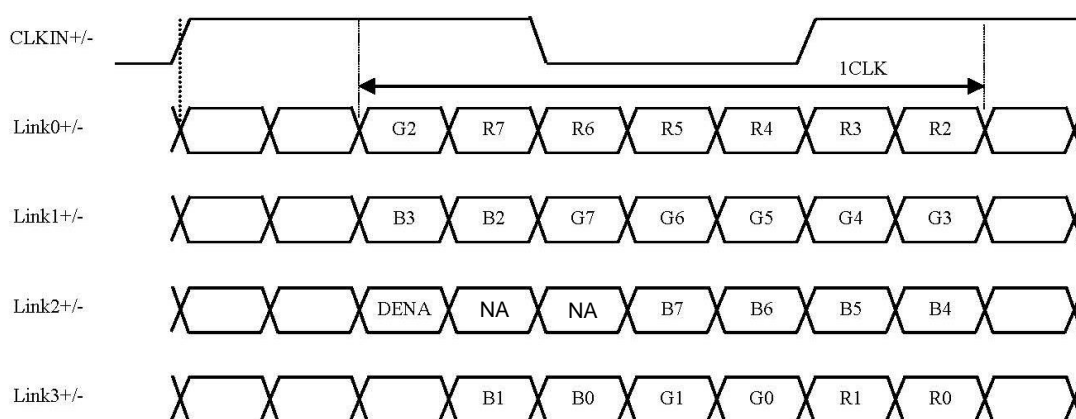 CLKIN+/-
1CLK
Link0+/- G2 R7 R6 R5 R4 R3 R2
Link1+/- B3 B2 G7 G6 G5 G4 G3
Link2+/- DENA NA NA B7 B6 B5 B4
Link3+/- B1 B0 G1 G0 R1 R0